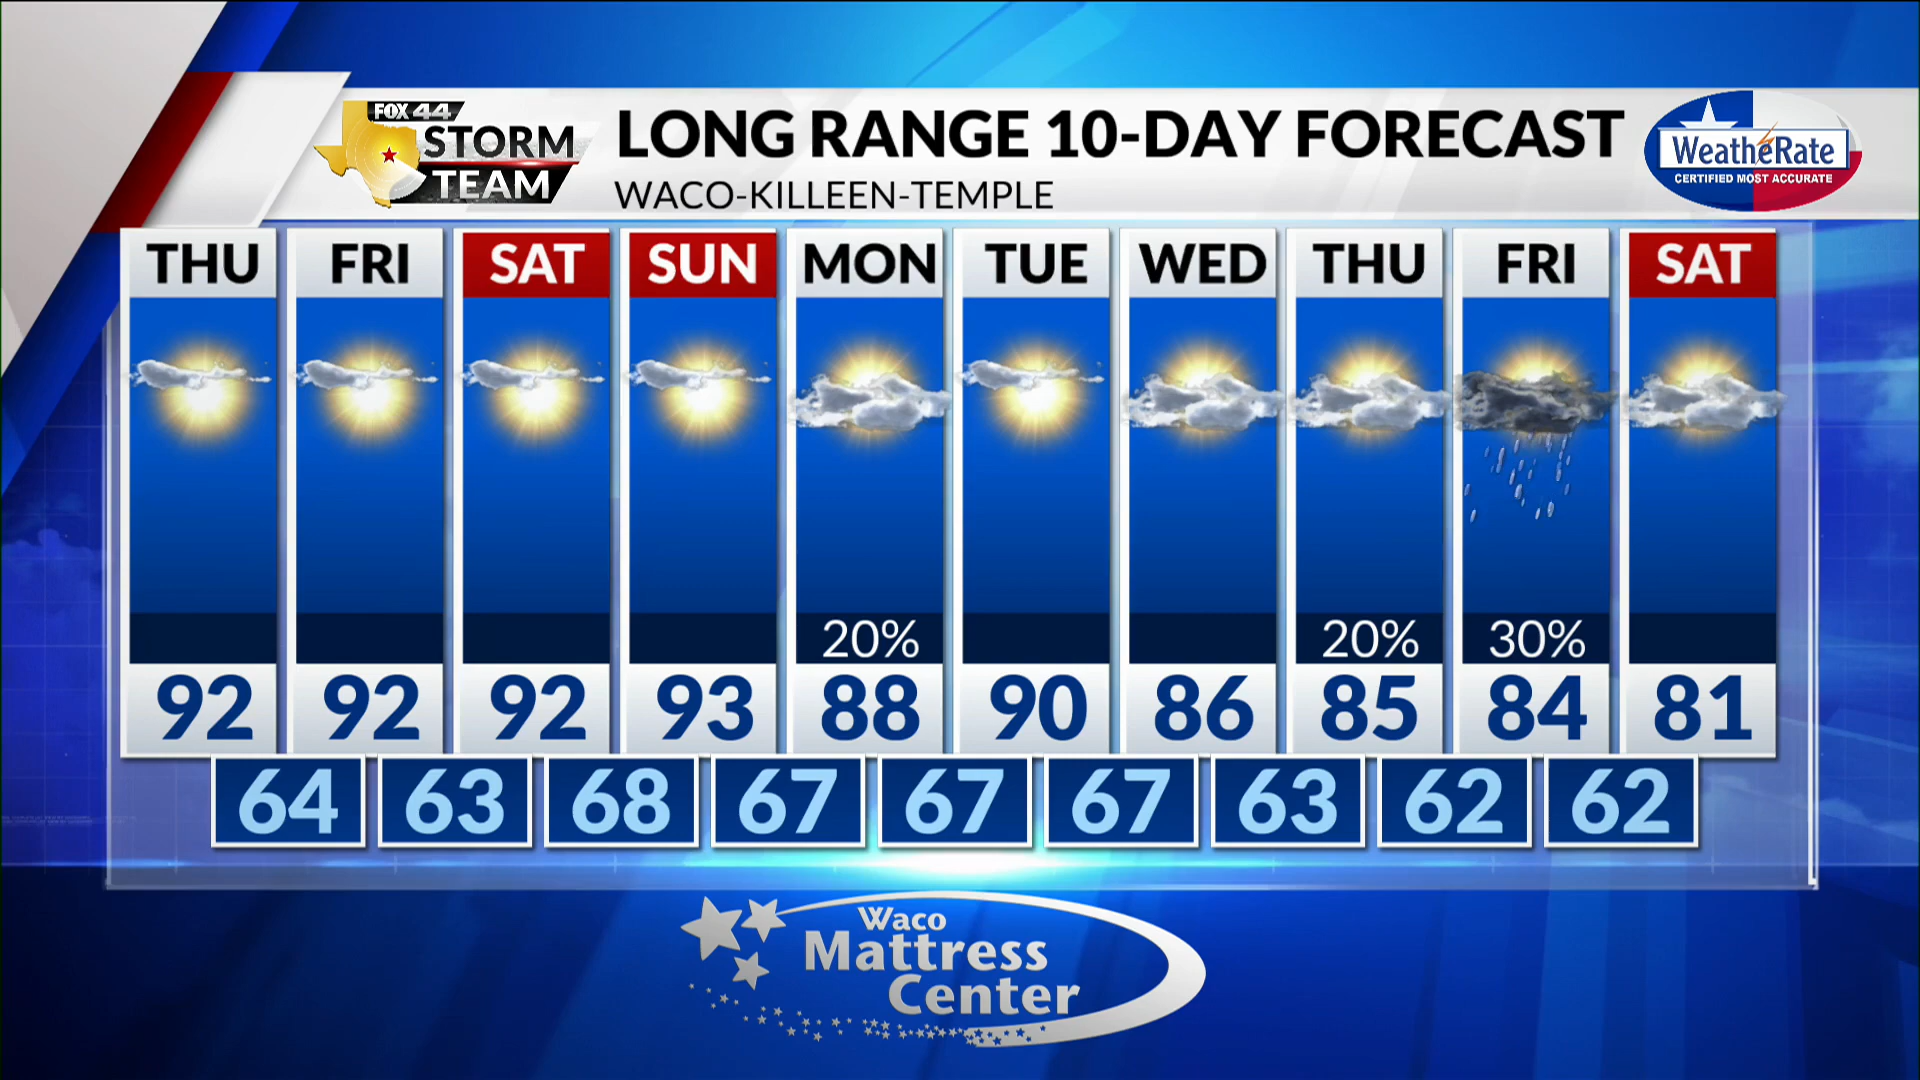 FOX 44
STORM
TEAM
LONG RANGE 10-DAY FORECAST
WACO-KILLEEN-TEMPLE
WeatheRate
CERTIFIED MOST ACCURATE
THU FRI SAT SUN MON TUE WED THU FRI SAT
20% 20% 30%
92 92 92 93 88 90 86 85 84 81
64 63 68 67 67 67 63 62 62
Waco
Mattress
Center